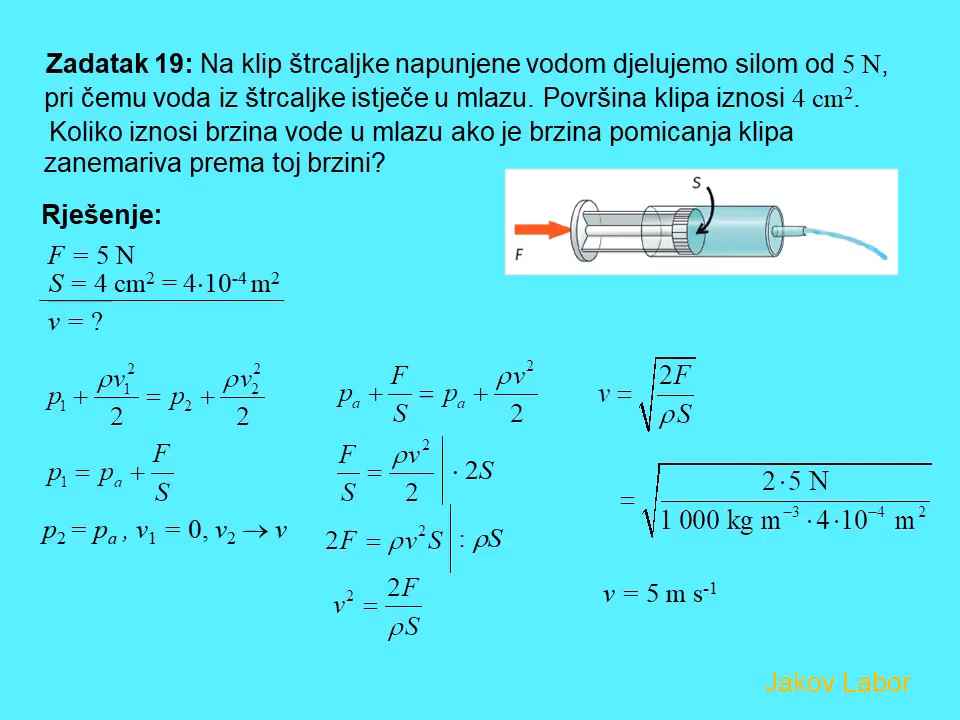 Zadatak 19: Na klip štrcaljke napunjene vodom djelujemo silom od 5 N,
pri čemu voda iz štrcaljke istječe u mlazu. Površina klipa iznosi 4 cm².
Koliko iznosi brzina vode u mlazu ako je brzina pomicanja klipa
zanemariva prema toj brzini?
S
F
Rješenje:
F = 5 N
S = 4 cm² = 4·10⁻⁴ m²
v = ?
p₁ + ρv₁²/2 = p₂ + ρv₂²/2
p₁ = pₐ + F/S
p₂ = pₐ , v₁ = 0, v₂ → v
pₐ + F/S = pₐ + ρv²/2
F/S = ρv²/2 | · 2S
2F = ρv²S | : ρS
v² = 2F/ρS
v = √(2F/ρS)
= √(2·5 N/1 000 kg m⁻³ · 4·10⁻⁴ m²)
v = 5 m s⁻¹
Jakov Labor